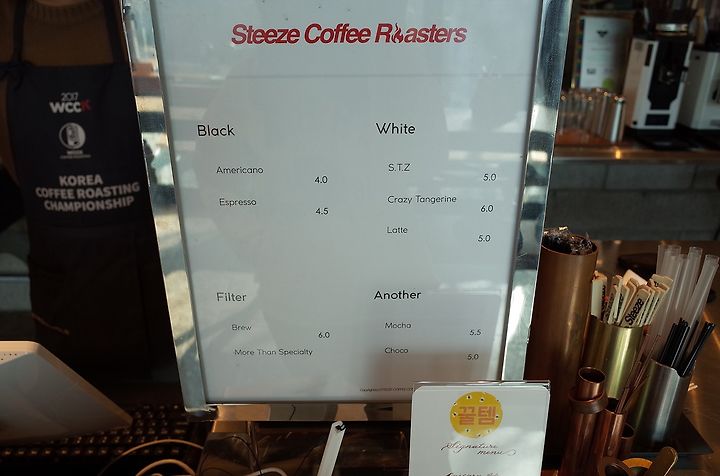 Steeze Coffee Roasters
Black
Americano 4.0
Espresso 4.5
White
S.T.Z 5.0
Crazy Tangerine 6.0
Latte 5.0
Filter
Brew 6.0
More Than Specialty
Another
Mocha 5.5
Choco 5.0
2017
WCCK
KOREA
COFFEE ROASTING
CHAMPIONSHIP
Steeze
꿀템
Signature
menu